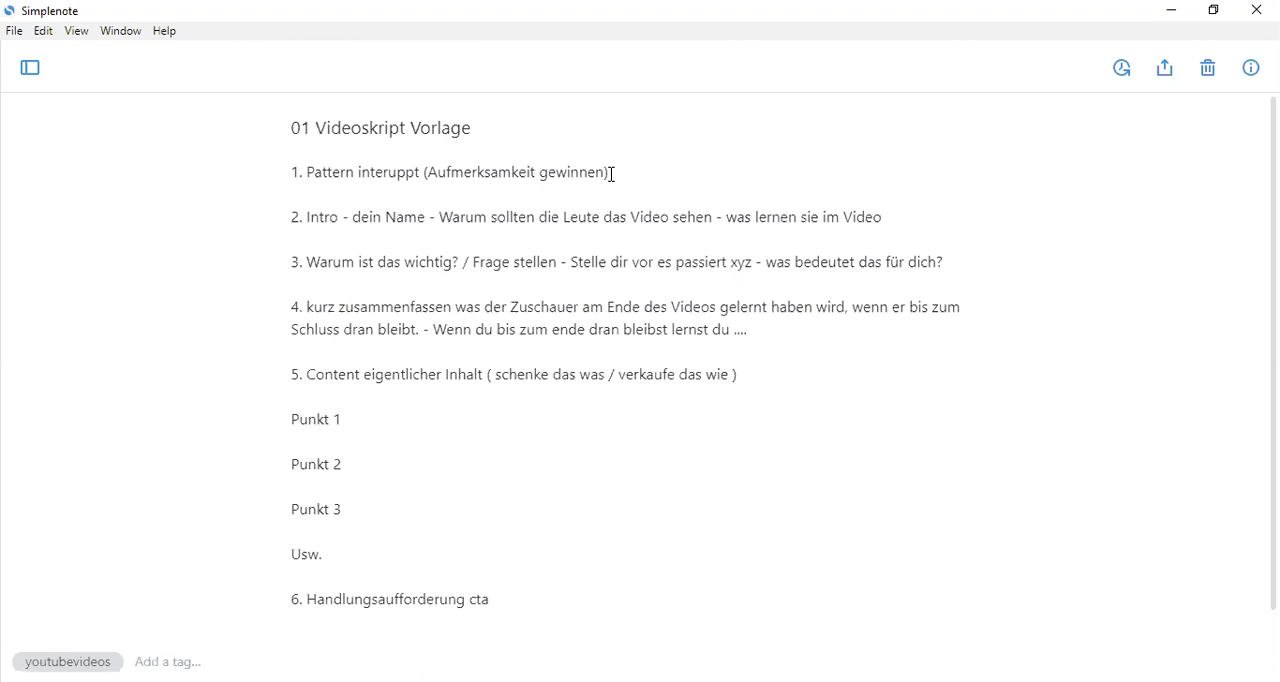 Simplenote
File Edit View Window Help
01 Videoskript Vorlage
1. Pattern interuppt (Aufmerksamkeit gewinnen)
2. Intro - dein Name - Warum sollten die Leute das Video sehen - was lernen sie im Video
3. Warum ist das wichtig? / Frage stellen - Stelle dir vor es passiert xyz - was bedeutet das für dich?
4. kurz zusammenfassen was der Zuschauer am Ende des Videos gelernt haben wird, wenn er bis zum
Schluss dran bleibt. - Wenn du bis zum ende dran bleibst lernst du ....
5. Content eigentlicher Inhalt ( schenke das was / verkaufe das wie )
Punkt 1
Punkt 2
Punkt 3
Usw.
6. Handlungsaufforderung cta
youtubevideos Add a tag...